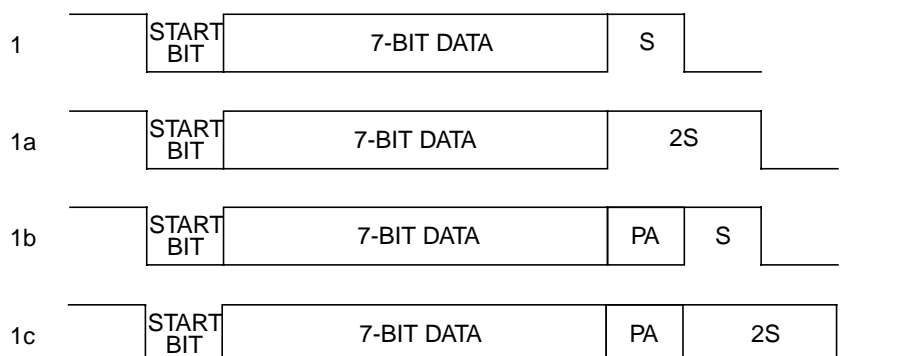 1 START BIT 7-BIT DATA S
1a START BIT 7-BIT DATA 2S
1b START BIT 7-BIT DATA PA S
1c START BIT 7-BIT DATA PA 2S